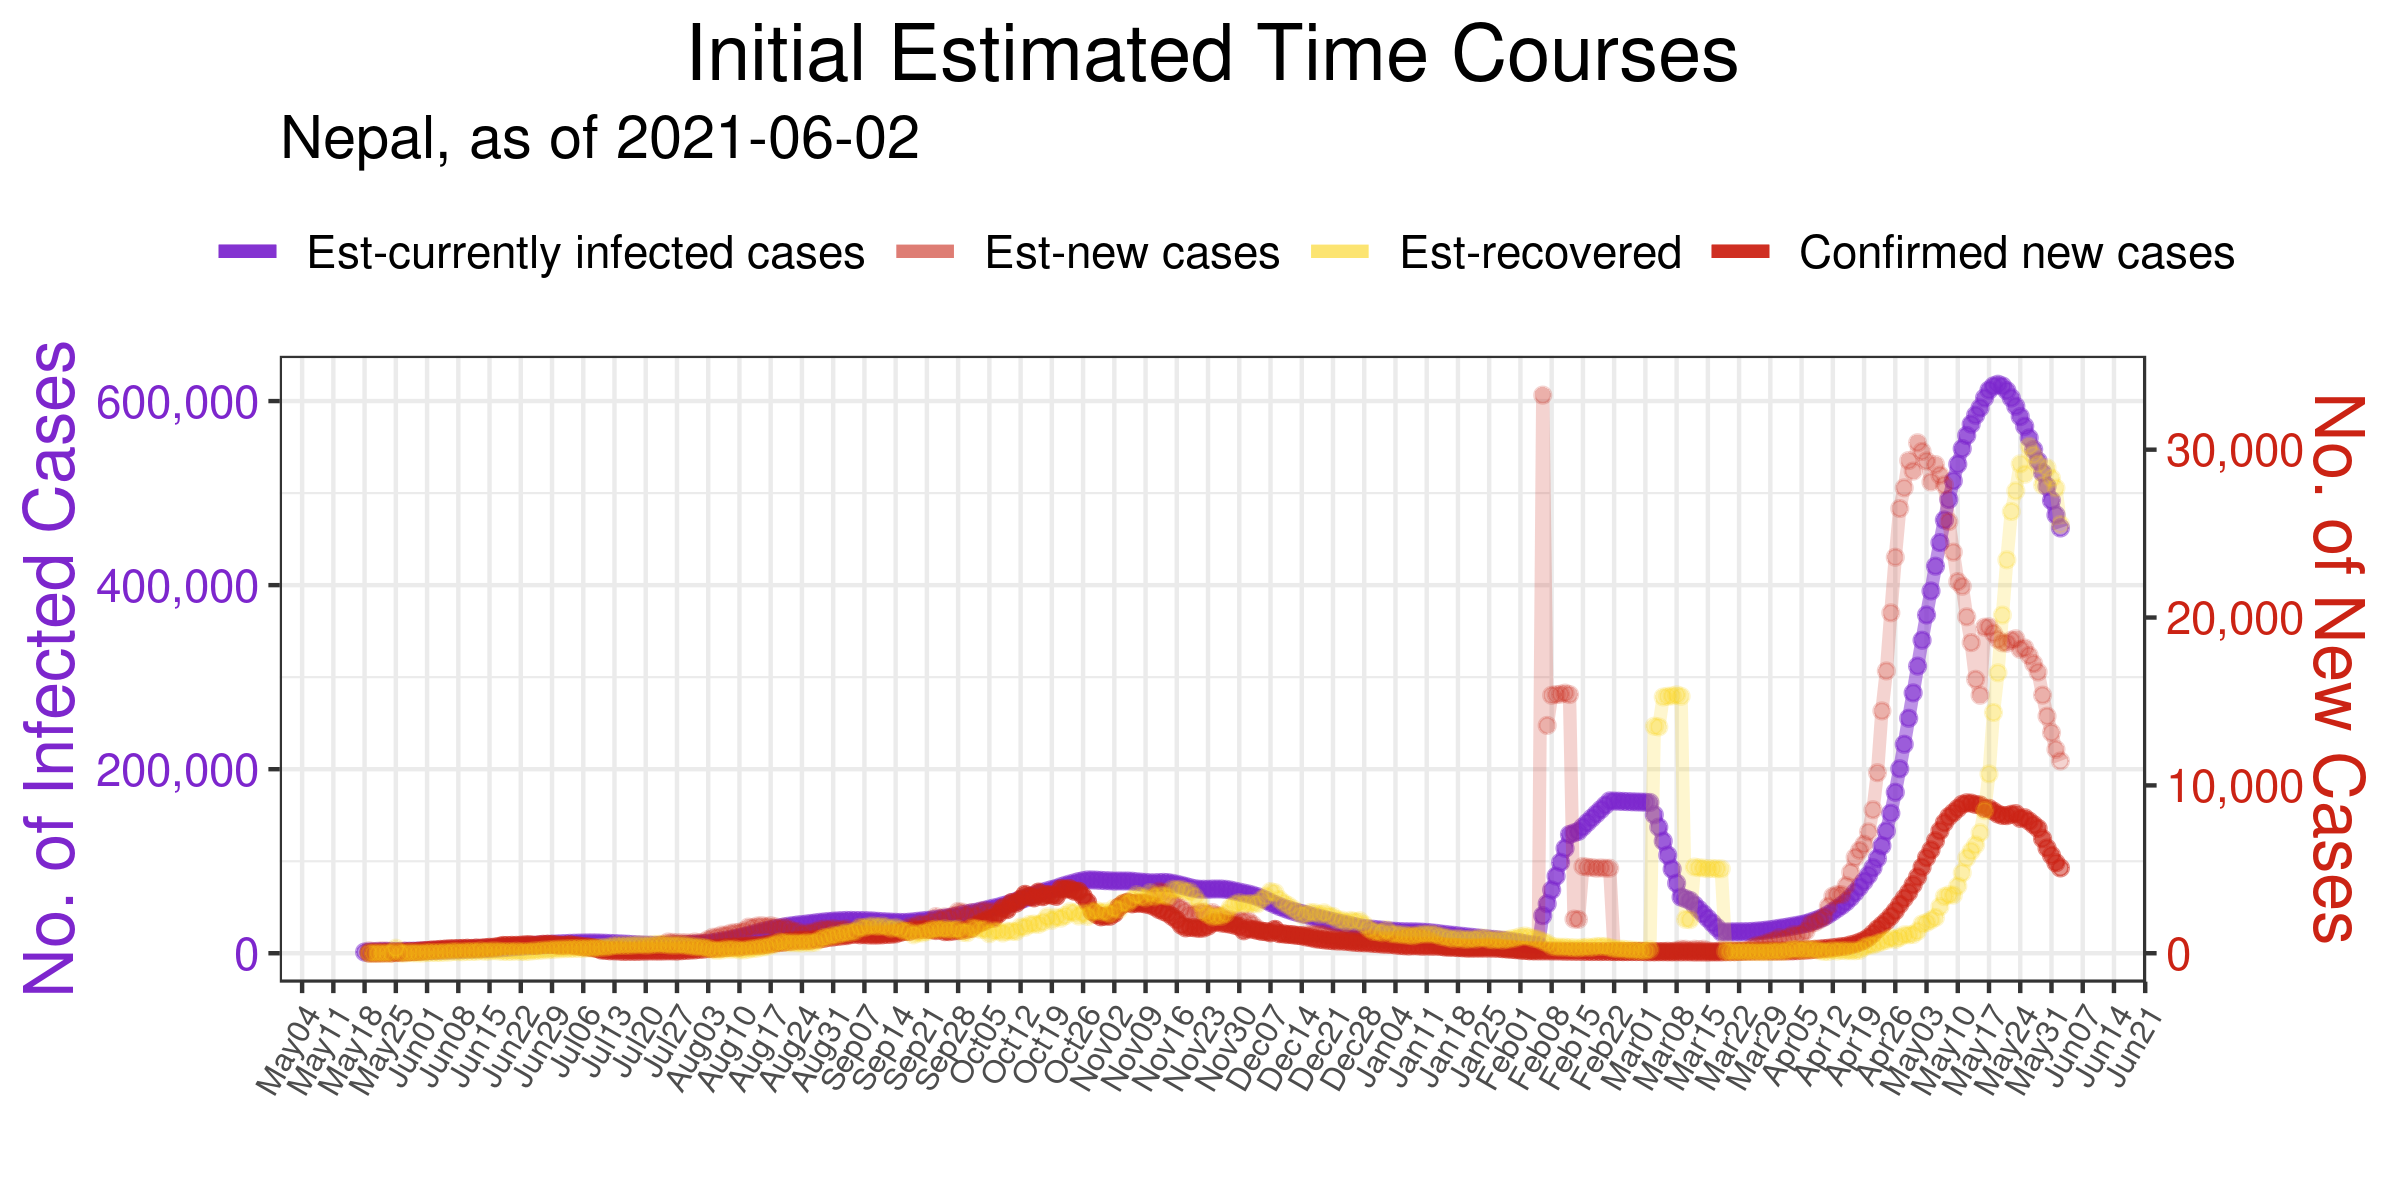 Initial Estimated Time Courses
Nepal, as of 2021-06-02
Est-currently infected cases Est-new cases Est-recovered Confirmed new cases
No. of Infected Cases
600,000
400,000
200,000
0
30,000
20,000
10,000
0
No. of New Cases
May04 May11 May18 May25 Jun01 Jun08 Jun15 Jun22 Jun29 Jul06 Jul13 Jul20 Jul27 Aug03 Aug10 Aug17 Aug24 Aug31 Sep07 Sep14 Sep21 Sep28 Oct05 Oct12 Oct19 Oct26 Nov02 Nov09 Nov16 Nov23 Nov30 Dec07 Dec14 Dec21 Dec28 Jan04 Jan11 Jan18 Jan25 Feb01 Feb08 Feb15 Feb22 Mar01 Mar08 Mar15 Mar22 Mar29 Apr05 Apr12 Apr19 Apr26 May03 May10 May17 May24 May31 Jun07 Jun14 Jun21